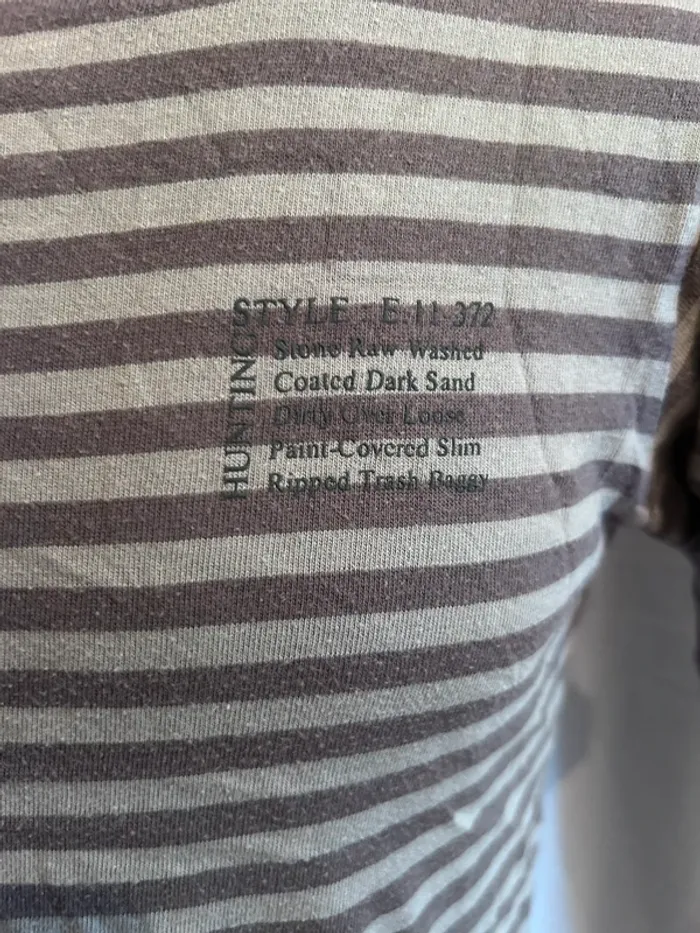 STYLE : E-11-372
HUNTING
Stone Raw Washed
Coated Dark Sand
Dirty Over Loose
Paint-Covered Slim
Ripped Trash Baggy